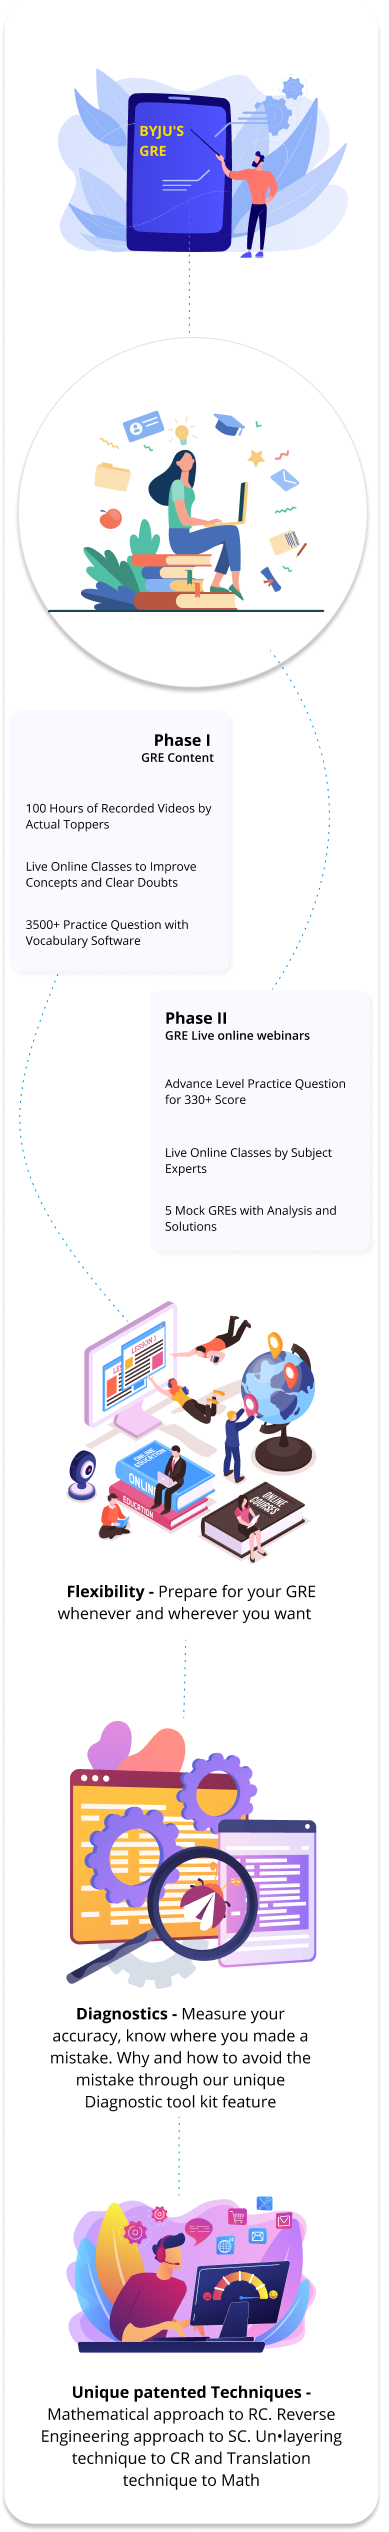 BYJU'S
GRE
Phase I
GRE Content
100 Hours of Recorded Videos by
Actual Toppers
Live Online Classes to Improve
Concepts and Clear Doubts
3500+ Practice Question with
Vocabulary Software
Phase II
GRE Live online webinars
Advance Level Practice Question
for 330+ Score
Live Online Classes by Subject
Experts
5 Mock GREs with Analysis and
Solutions
LESSON 1
ONLINE
EDUCATION
ONLINE
EDUCATION
ONLINE
COURSES
Flexibility - Prepare for your GRE
whenever and wherever you want
Diagnostics - Measure your
accuracy, know where you made a
mistake. Why and how to avoid the
mistake through our unique
Diagnostic tool kit feature
Unique patented Techniques -
Mathematical approach to RC. Reverse
Engineering approach to SC. Un•layering
technique to CR and Translation
technique to Math